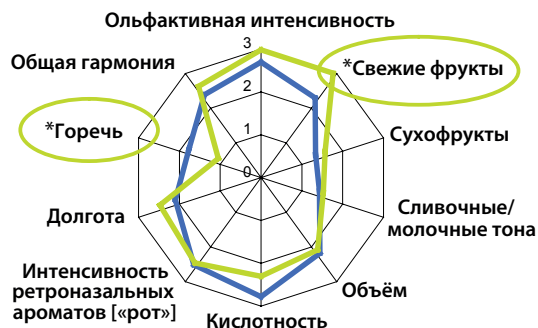 Ольфактивная интенсивность
3
Общая гармония
*Свежие фрукты
2
*Горечь
1
Сухофрукты
0
Долгота
Сливочные/
молочные тона
Интенсивность
ретроназальных
ароматов [«рот»]
Объём
Кислотность